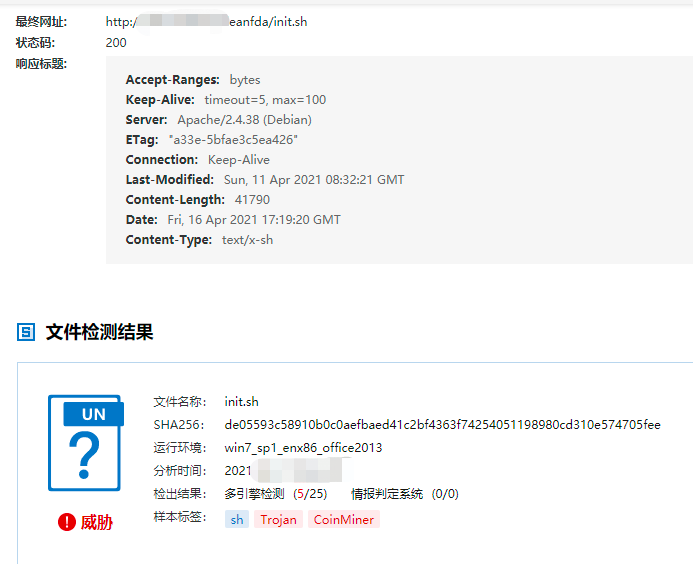 最终网址: http:/ eanfda/init.sh
状态码: 200
响应标题:
Accept-Ranges: bytes
Keep-Alive: timeout=5, max=100
Server: Apache/2.4.38 (Debian)
ETag: "a33e-5bfae3c5ea426"
Connection: Keep-Alive
Last-Modified: Sun, 11 Apr 2021 08:32:21 GMT
Content-Length: 41790
Date: Fri, 16 Apr 2021 17:19:20 GMT
Content-Type: text/x-sh
S 文件检测结果
UN
?
! 威胁
文件名称: init.sh
SHA256: de05593c58910b0c0aefbaed41c2bf4363f74254051198980cd310e574705fee
运行环境: win7_sp1_enx86_office2013
分析时间: 2021
检出结果: 多引擎检测 (5/25) 情报判定系统 (0/0)
样本标签: sh Trojan CoinMiner